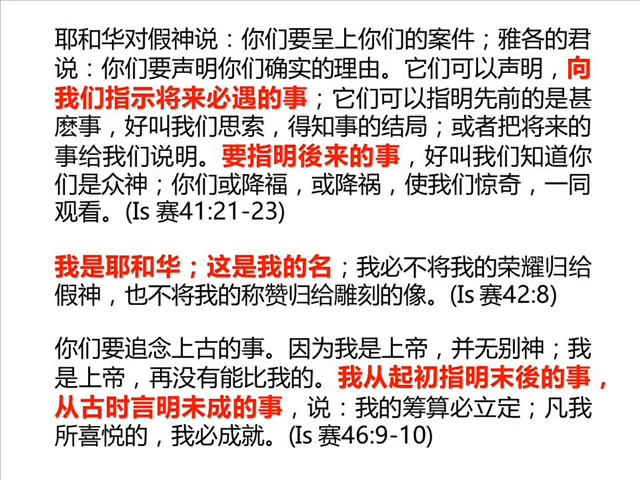 耶和华对假神说：你们要呈上你们的案件；雅各的君
说：你们要声明你们确实的理由。它们可以声明，向
我们指示将来必遇的事；它们可以指明先前的是甚
麽事，好叫我们思索，得知事的结局；或者把将来的
事给我们说明。要指明後来的事，好叫我们知道你
们是众神；你们或降福，或降祸，使我们惊奇，一同
观看。(Is 赛41:21-23)
我是耶和华；这是我的名；我必不将我的荣耀归给
假神，也不将我的称赞归给雕刻的像。(Is 赛42:8)
你们要追念上古的事。因为我是上帝，并无别神；我
是上帝，再没有能比我的。我从起初指明末後的事，
从古时言明未成的事，说：我的筹算必立定；凡我
所喜悦的，我必成就。(Is 赛46:9-10)